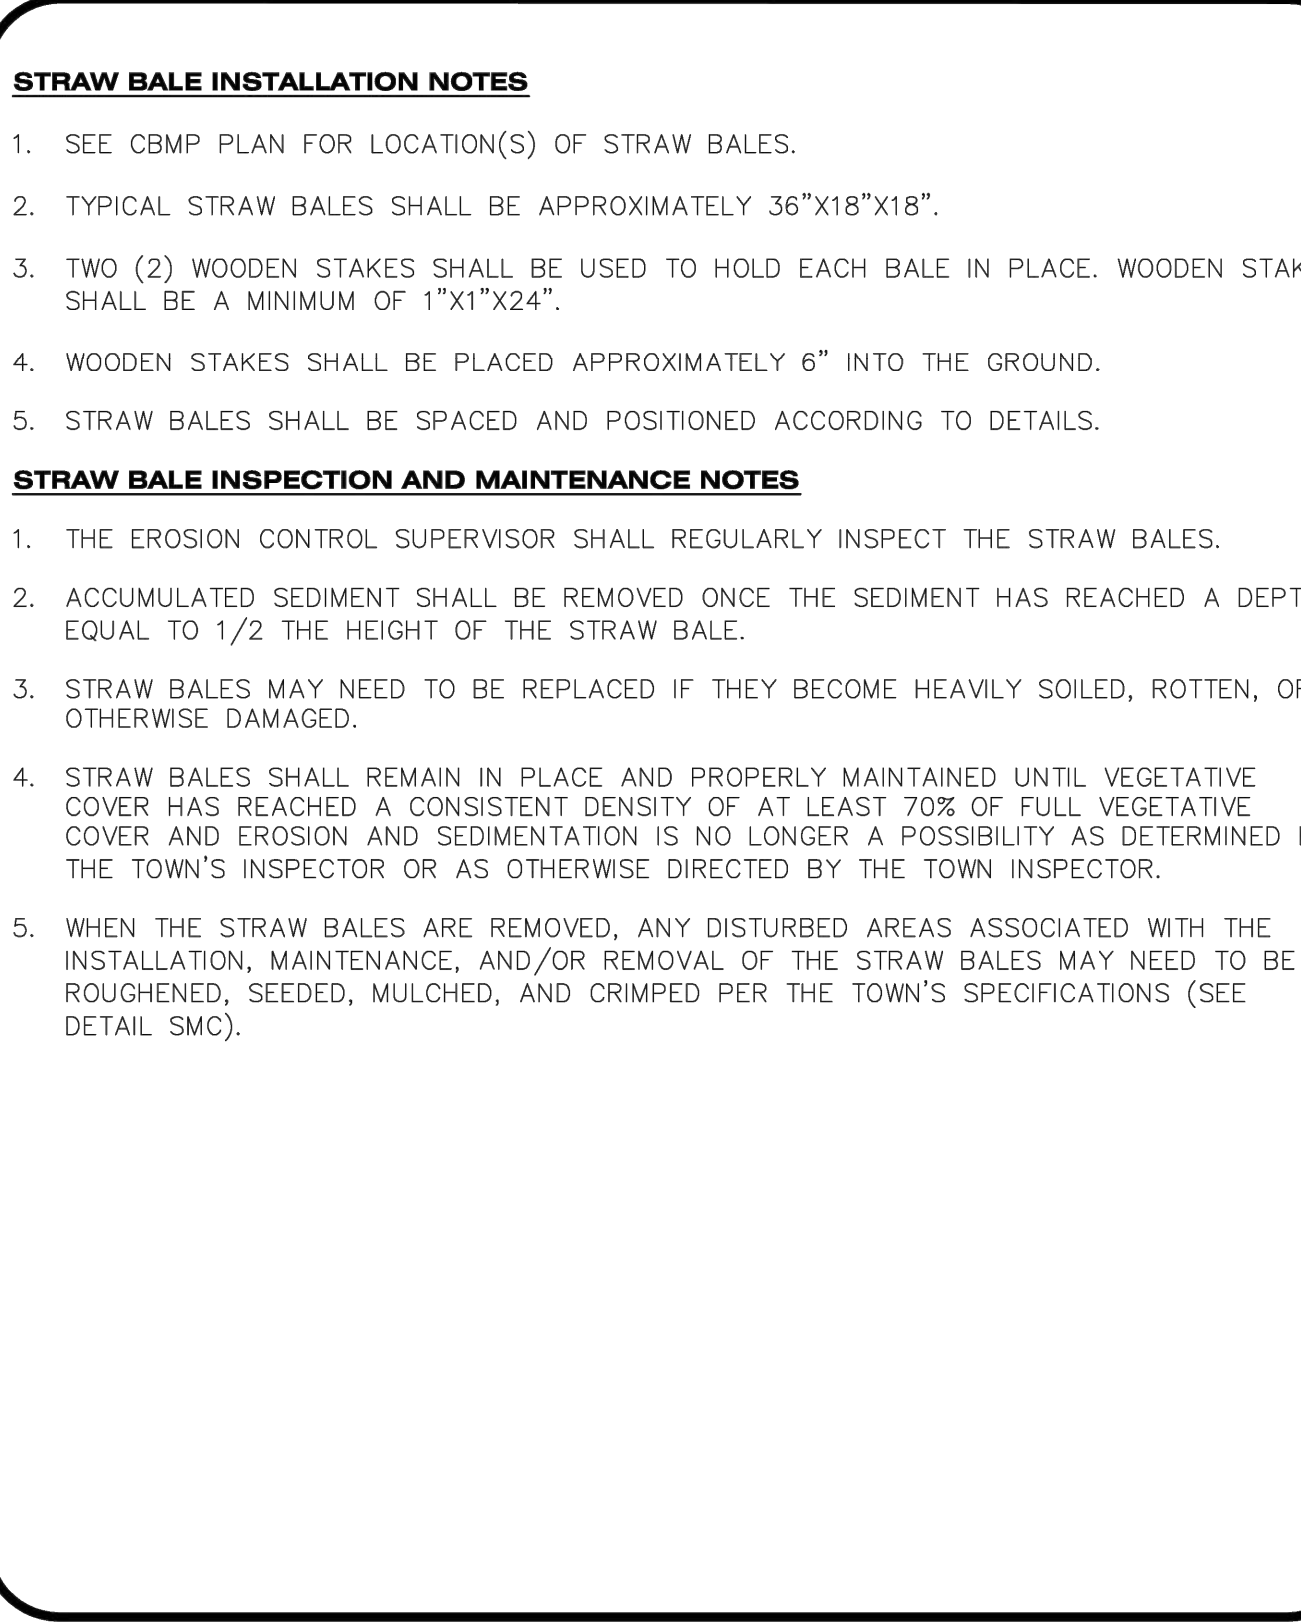 STRAW BALE INSTALLATION NOTES
1. SEE CBMP PLAN FOR LOCATION(S) OF STRAW BALES.
2. TYPICAL STRAW BALES SHALL BE APPROXIMATELY 36”X18”X18”.
3. TWO (2) WOODEN STAKES SHALL BE USED TO HOLD EACH BALE IN PLACE. WOODEN
SHALL BE A MINIMUM OF 1”X1”X24”.
4. WOODEN STAKES SHALL BE PLACED APPROXIMATELY 6” INTO THE GROUND.
5. STRAW BALES SHALL BE SPACED AND POSITIONED ACCORDING TO DETAILS.
STRAW BALE INSPECTION AND MAINTENANCE NOTES
1. THE EROSION CONTROL SUPERVISOR SHALL REGULARLY INSPECT THE STRAW BALES.
2. ACCUMULATED SEDIMENT SHALL BE REMOVED ONCE THE SEDIMENT HAS REACHED A DEPT
EQUAL TO 1/2 THE HEIGHT OF THE STRAW BALE.
3. STRAW BALES MAY NEED TO BE REPLACED IF THEY BECOME HEAVILY SOILED, ROTTEN, OR
OTHERWISE DAMAGED.
4. STRAW BALES SHALL REMAIN IN PLACE AND PROPERLY MAINTAINED UNTIL VEGETATIVE
COVER HAS REACHED A CONSISTENT DENSITY OF AT LEAST 70% OF FULL VEGETATIVE
COVER AND EROSION AND SEDIMENTATION IS NO LONGER A POSSIBILITY AS DETERMINED
THE TOWN’S INSPECTOR OR AS OTHERWISE DIRECTED BY THE TOWN INSPECTOR.
5. WHEN THE STRAW BALES ARE REMOVED, ANY DISTURBED AREAS ASSOCIATED WITH THE
INSTALLATION, MAINTENANCE, AND/OR REMOVAL OF THE STRAW BALES MAY NEED TO BE
ROUGHENED, SEEDED, MULCHED, AND CRIMPED PER THE TOWN’S SPECIFICATIONS (SEE
DETAIL SMC).